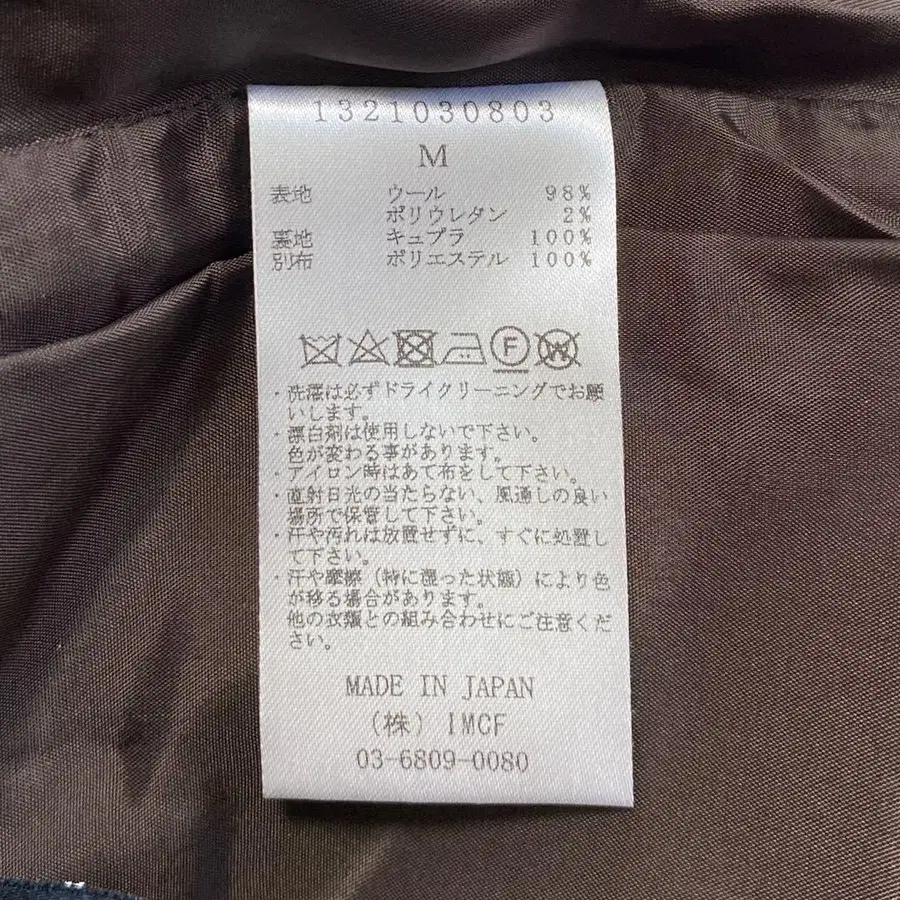 1321030803
M
表地 ウール 98%
ポリウレタン 2%
裏地 キュプラ 100%
別布 ポリエステル 100%
F W
・洗濯は必ずドライクリーニングでお願
いします。
・漂白剤は使用しないで下さい。
色が変わる事があります。
・アイロン時はあて布をして下さい。
・直射日光の当たらない、風通しの良い
場所で保管して下さい。
・汗や汚れは放置せずに、すぐに処置し
て下さい。
・汗や摩擦（特に湿った状態）により色
が移る場合があります。
他の衣類との組み合わせにご注意くだ
さい。
MADE IN JAPAN
（株）IMCF
03-6809-0080